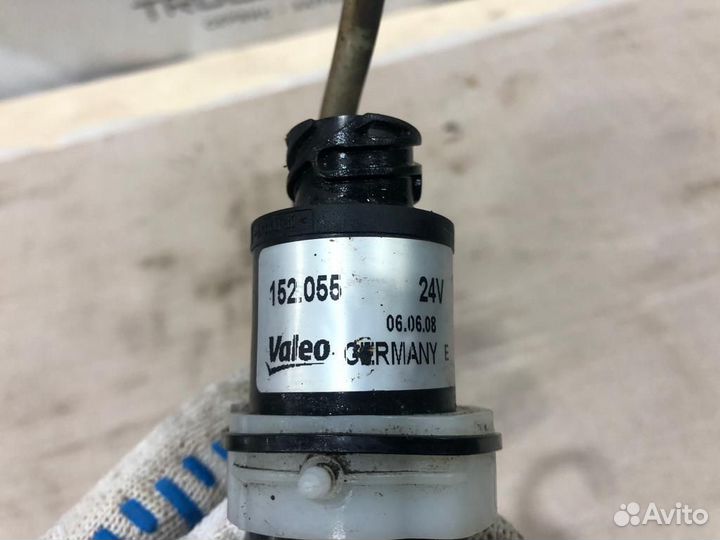 152.055 24V
06.06.08
Valeo GERMANY E
Avito